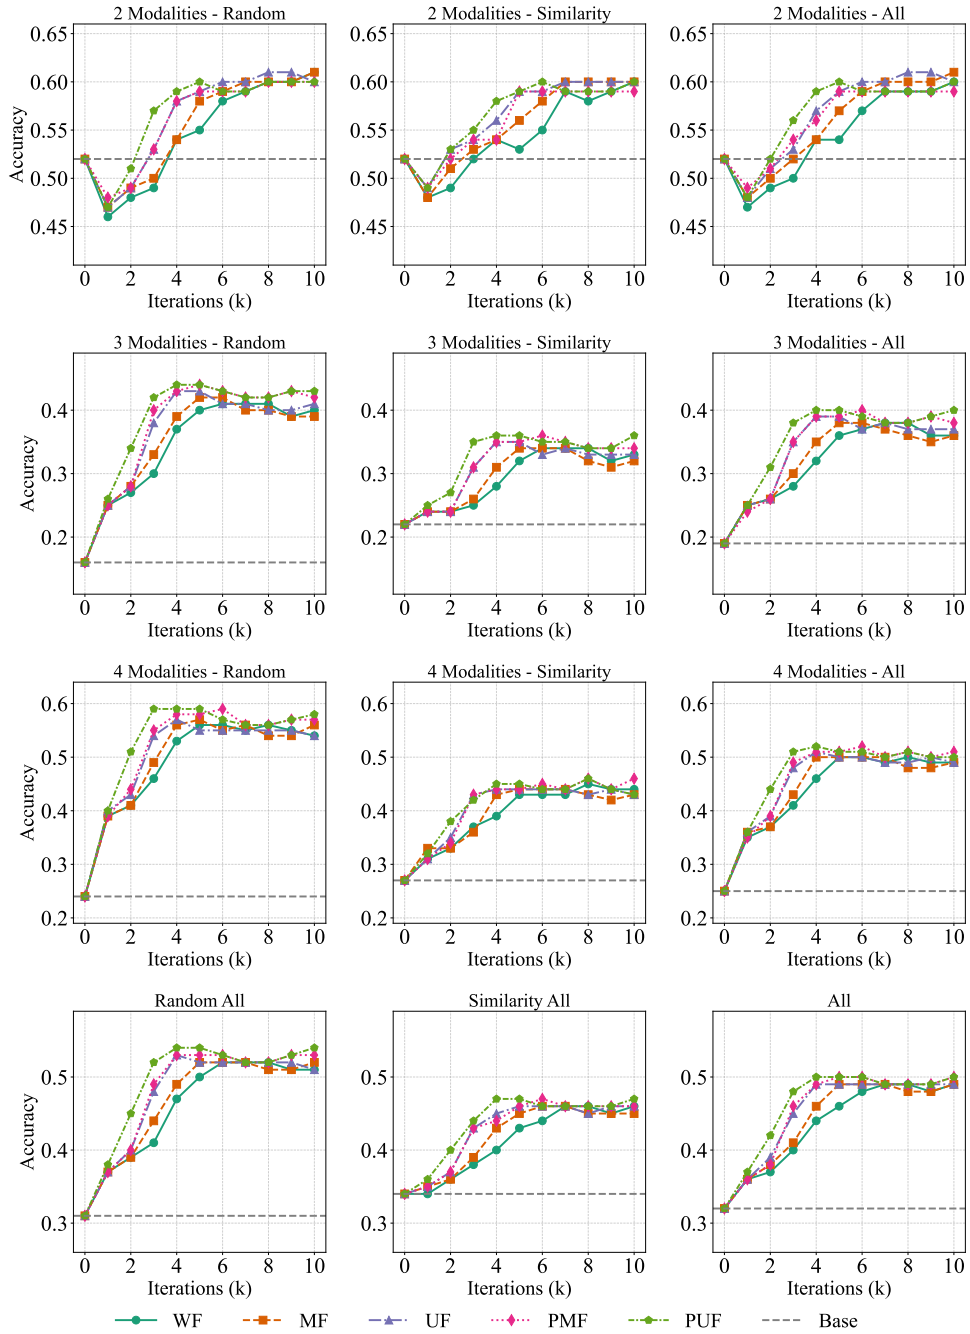 2 Modalities - Random
2 Modalities - Similarity
2 Modalities - All
Accuracy
0.65
0.60
0.55
0.50
0.45
0 2 4 6 8 10
Iterations (k)
0.65
0.60
0.55
0.50
0.45
0 2 4 6 8 10
Iterations (k)
0.65
0.60
0.55
0.50
0.45
0 2 4 6 8 10
Iterations (k)
3 Modalities - Random
3 Modalities - Similarity
3 Modalities - All
Accuracy
0.4
0.3
0.2
0 2 4 6 8 10
Iterations (k)
0.4
0.3
0.2
0 2 4 6 8 10
Iterations (k)
0.4
0.3
0.2
0 2 4 6 8 10
Iterations (k)
4 Modalities - Random
4 Modalities - Similarity
4 Modalities - All
Accuracy
0.6
0.5
0.4
0.3
0.2
0 2 4 6 8 10
Iterations (k)
0.6
0.5
0.4
0.3
0.2
0 2 4 6 8 10
Iterations (k)
0.6
0.5
0.4
0.3
0.2
0 2 4 6 8 10
Iterations (k)
Random All
Similarity All
All
Accuracy
0.5
0.4
0.3
0 2 4 6 8 10
Iterations (k)
0.5
0.4
0.3
0 2 4 6 8 10
Iterations (k)
0.5
0.4
0.3
0 2 4 6 8 10
Iterations (k)
WF MF UF PMF PUF Base